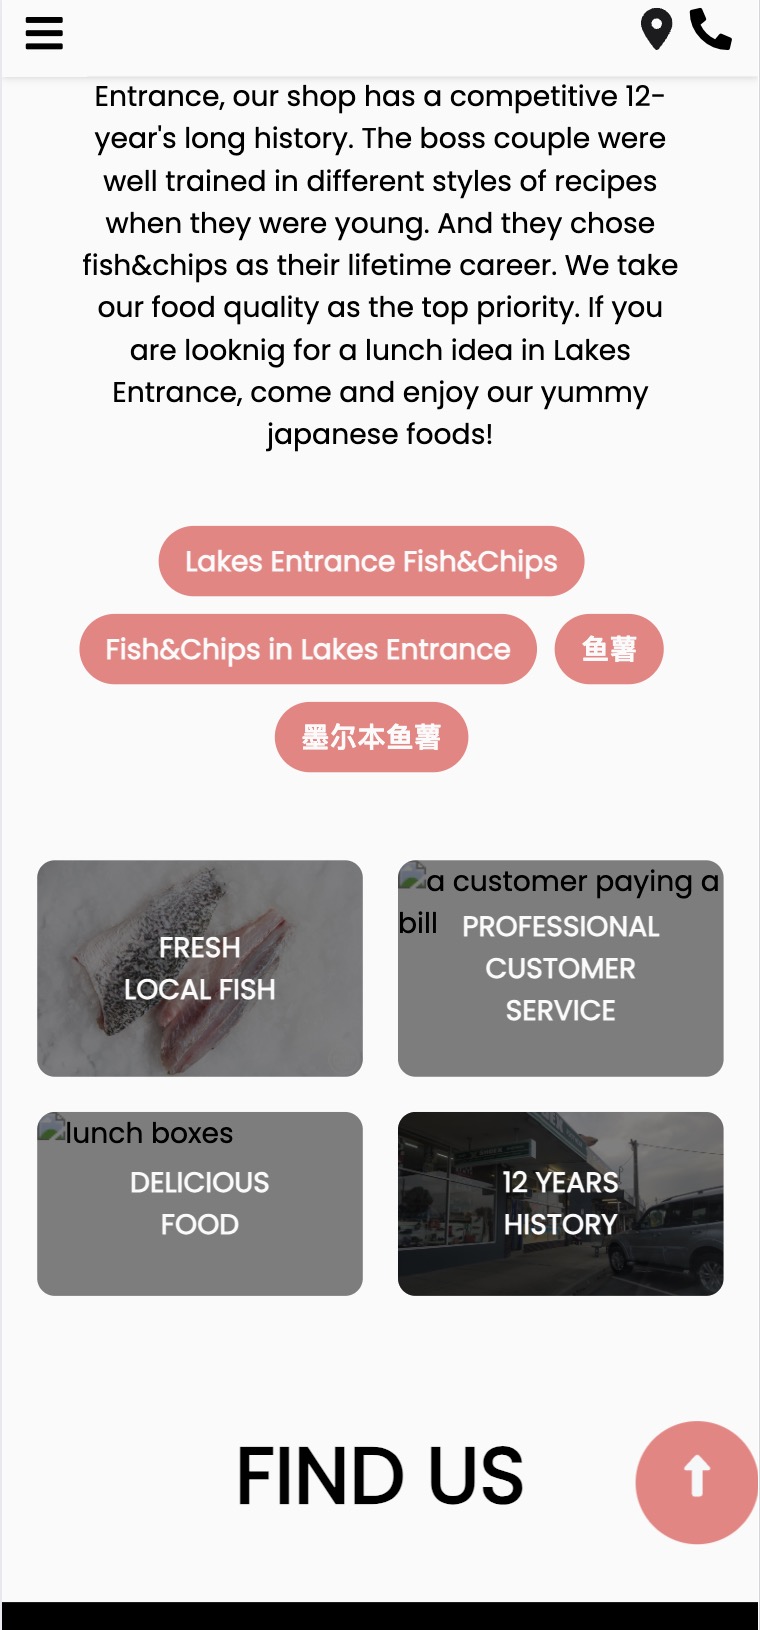 Entrance, our shop has a competitive 12-
year's long history. The boss couple were
well trained in different styles of recipes
when they were young. And they chose
fish&chips as their lifetime career. We take
our food quality as the top priority. If you
are looknig for a lunch idea in Lakes
Entrance, come and enjoy our yummy
japanese foods!
Lakes Entrance Fish&Chips
Fish&Chips in Lakes Entrance
鱼薯
墨尔本鱼薯
FRESH
LOCAL FISH
a customer paying a
bill
PROFESSIONAL
CUSTOMER
SERVICE
lunch boxes
DELICIOUS
FOOD
12 YEARS
HISTORY
FIND US